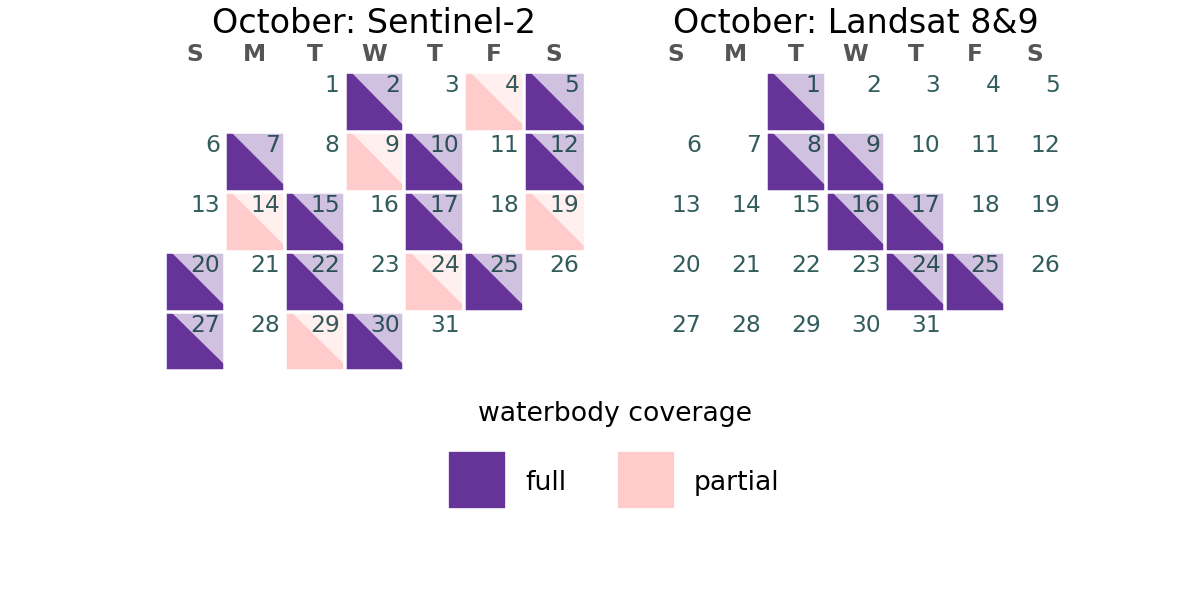 October: Sentinel-2
S M T W T F S
1 2 3 4 5
6 7 8 9 10 11 12
13 14 15 16 17 18 19
20 21 22 23 24 25 26
27 28 29 30 31
October: Landsat 8&9
S M T W T F S
1 2 3 4 5
6 7 8 9 10 11 12
13 14 15 16 17 18 19
20 21 22 23 24 25 26
27 28 29 30 31
waterbody coverage
full
partial